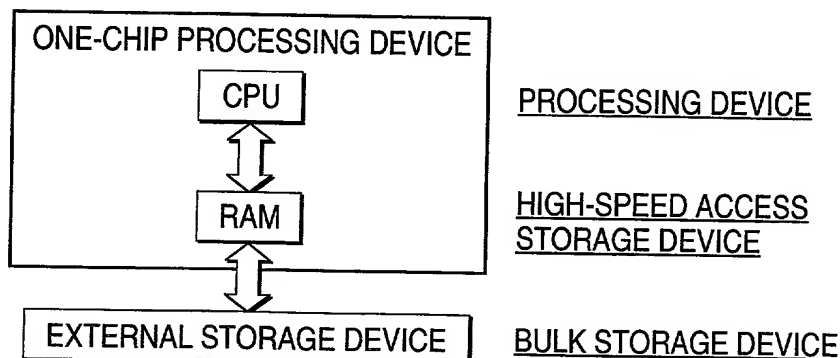 ONE-CHIP PROCESSING DEVICE
CPU
PROCESSING DEVICE
RAM
HIGH-SPEED ACCESS
STORAGE DEVICE
EXTERNAL STORAGE DEVICE
BULK STORAGE DEVICE